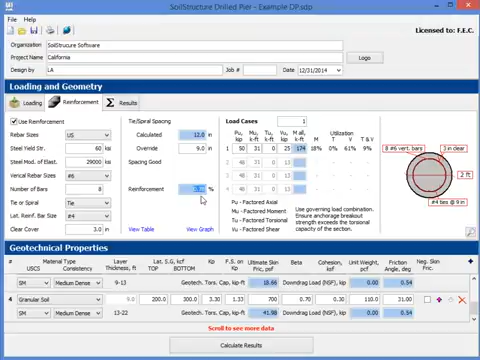 SoilStructure Drilled Pier - Example DP.sdp
File Help
Licensed to: F.E.C.
Organization SoilStrucure Software
Project Name California Logo
Design by LA Job # Date 12/31/2014
Loading and Geometry
Loading Reinforcement Results
Use Reinforcement
Rebar Sizes US
Steel Yield Str. 60 ksi
Steel Mod. of Elast. 29000 ksi
Verical Rebar Sizes #6
Number of Bars 8
Tie or Spiral Tie
Lat. Reinf. Bar Size #4
Clear Cover 3.0 in
Tie/Spiral Spacing
Calculated 12.0 in
Override 9.0 in
Spacing Good
Reinforcement %
View Table View Graph
Load Cases 1
Pu, kip Mu, k-ft Tu, k-ft Vu, kip M all, k-ft Utilization M T V T & V
1 50 31 0 25 174 18% 0% 61% 9%
Pu - Factored Axial
Mu - Factored Moment
Tu - Factored Torsion
Vu - Factored Shear
Use governing load combination. Ensure anchorage breakout strength exceeds the torsional capacity of the section.
8 #6 vert. bars 3 in clear
2 ft
#4 ties @ 9 in
Geotechnical Properties
# Material Type USCS Consistency Layer Thickness, ft Lat. S.G, kcf TOP BOTTOM F.S. on Kp Kp Ultimate Skin Fric, psf Beta Cohesion, ksf Unit Weight, pcf Friction Angle, deg Neg. Skin Fric.
SM Medium Dense 9-13 Geotech. Tors. Cap, kip-ft 18.66 Downdrag Load (NSF), kip 0.00 0.54
4 Granular Soil 9.0 200.0 300.0 3.30 1.33 700 0.70 0.30 110.0 31.00
SM Medium Dense 13-22 Geotech. Tors. Cap, kip-ft 41.98 Downdrag Load (NSF), kip 0.00 0.54
Scroll to see more data
Calculate Results